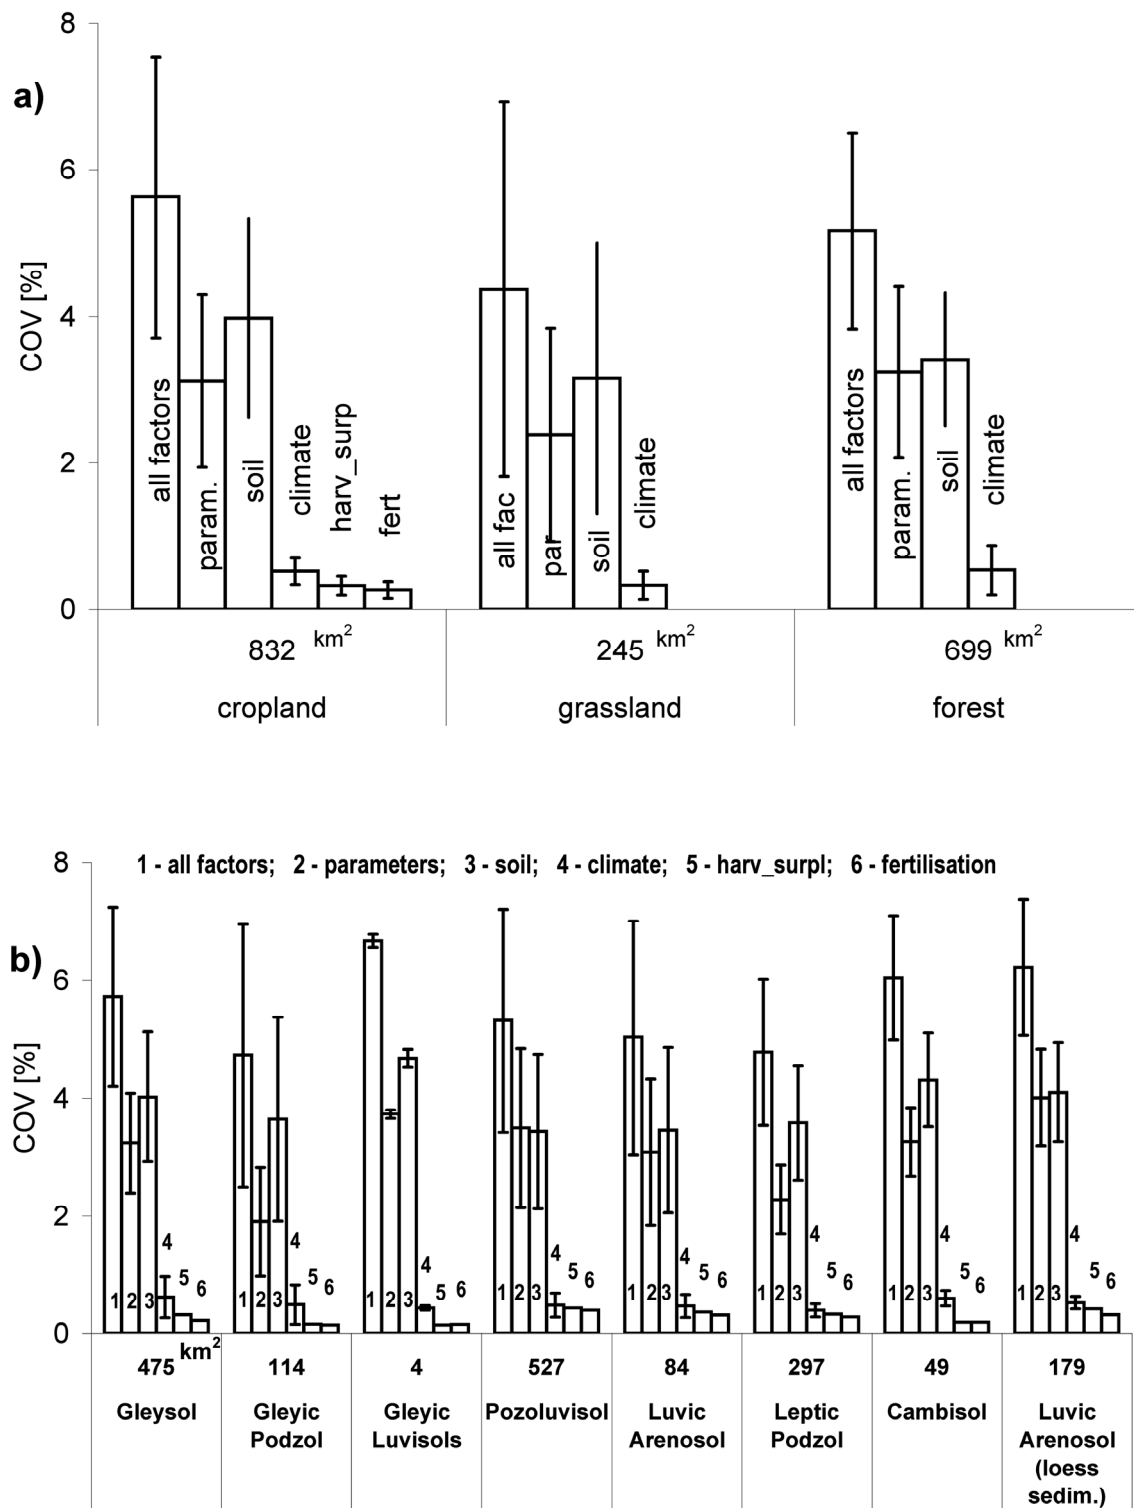 8
a)
6
4
2
0
COV [%]
all factors
param.
soil
climate
harv_surp
fert
all fac
par
soil
climate
all factors
param.
soil
climate
832 km²
245 km²
699 km²
cropland
grassland
forest
8
1 - all factors; 2 - parameters; 3 - soil; 4 - climate; 5 - harv_surpl; 6 - fertilisation
b)
6
4
2
0
COV [%]
1 2 3 4 5 6
1 2 3 4 5 6
1 2 3 4 5 6
1 2 3 4 5 6
1 2 3 4 5 6
1 2 3 4 5 6
1 2 3 4 5 6
1 2 3 4 5 6
475 km²
114
4
527
84
297
49
179
Gleysol
Gleyic
Podzol
Gleyic
Luvisols
Pozoluvisol
Luvic
Arenosol
Leptic
Podzol
Cambisol
Luvic
Arenosol
(loess
sedim.)